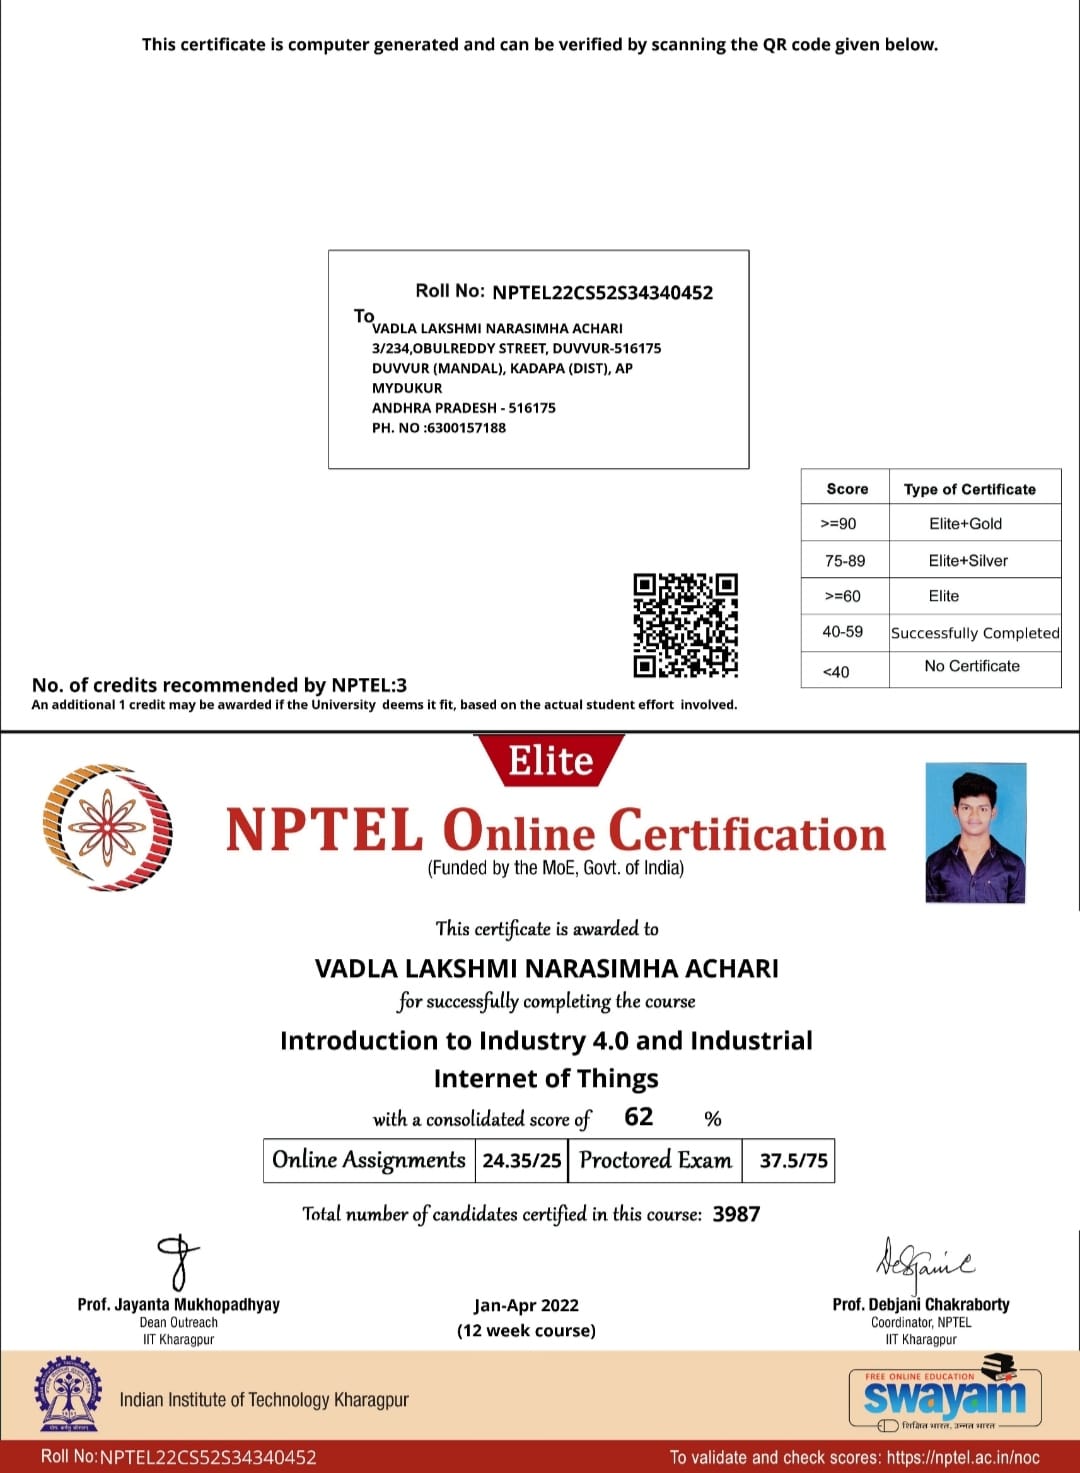 This certificate is computer generated and can be verified by scanning the QR code given below.
Roll No: NPTEL22CS52S34340452
To
VADLA LAKSHMI NARASIMHA ACHARI
3/234,OBULREDDY STREET, DUVVUR-516175
DUVVUR (MANDAL), KADAPA (DIST), AP
MYDUKUR
ANDHRA PRADESH - 516175
PH. NO :6300157188
Score Type of Certificate
>=90 Elite+Gold
75-89 Elite+Silver
>=60 Elite
40-59 Successfully Completed
<40 No Certificate
No. of credits recommended by NPTEL:3
An additional 1 credit may be awarded if the University deems it fit, based on the actual student effort involved.
Elite
NPTEL Online Certification
(Funded by the MoE, Govt. of India)
This certificate is awarded to
VADLA LAKSHMI NARASIMHA ACHARI
for successfully completing the course
Introduction to Industry 4.0 and Industrial
Internet of Things
with a consolidated score of 62 %
Online Assignments 24.35/25 Proctored Exam 37.5/75
Total number of candidates certified in this course: 3987
Prof. Jayanta Mukhopadhyay
Dean Outreach
IIT Kharagpur
Jan-Apr 2022
(12 week course)
Prof. Debjani Chakraborty
Coordinator, NPTEL
IIT Kharagpur
Indian Institute of Technology Kharagpur
FREE ONLINE EDUCATION
swayam
शिक्षित भारत, उन्नत भारत
Roll No:NPTEL22CS52S34340452
To validate and check scores: https://nptel.ac.in/noc